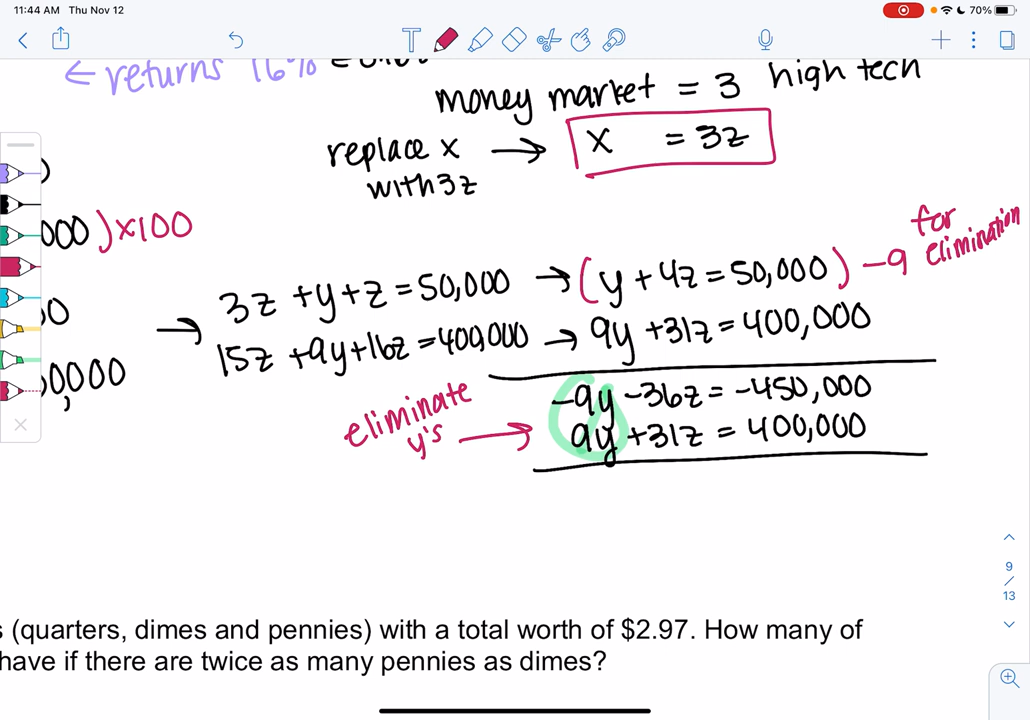 11:44 AM Thu Nov 12
70%
← returns 16%
money market = 3 high tech
replace x → x = 3z
with 3z
000) x100
for
elimination
3z + y + z = 50,000 → (y + 4z = 50,000) -9
→ 15z + 9y + 16z = 400,000 → 9y + 31z = 400,000
0,000
eliminate
y's →
-9y - 36z = -450,000
9y + 31z = 400,000
9
/
13
(quarters, dimes and pennies) with a total worth of $2.97. How many of
have if there are twice as many pennies as dimes?